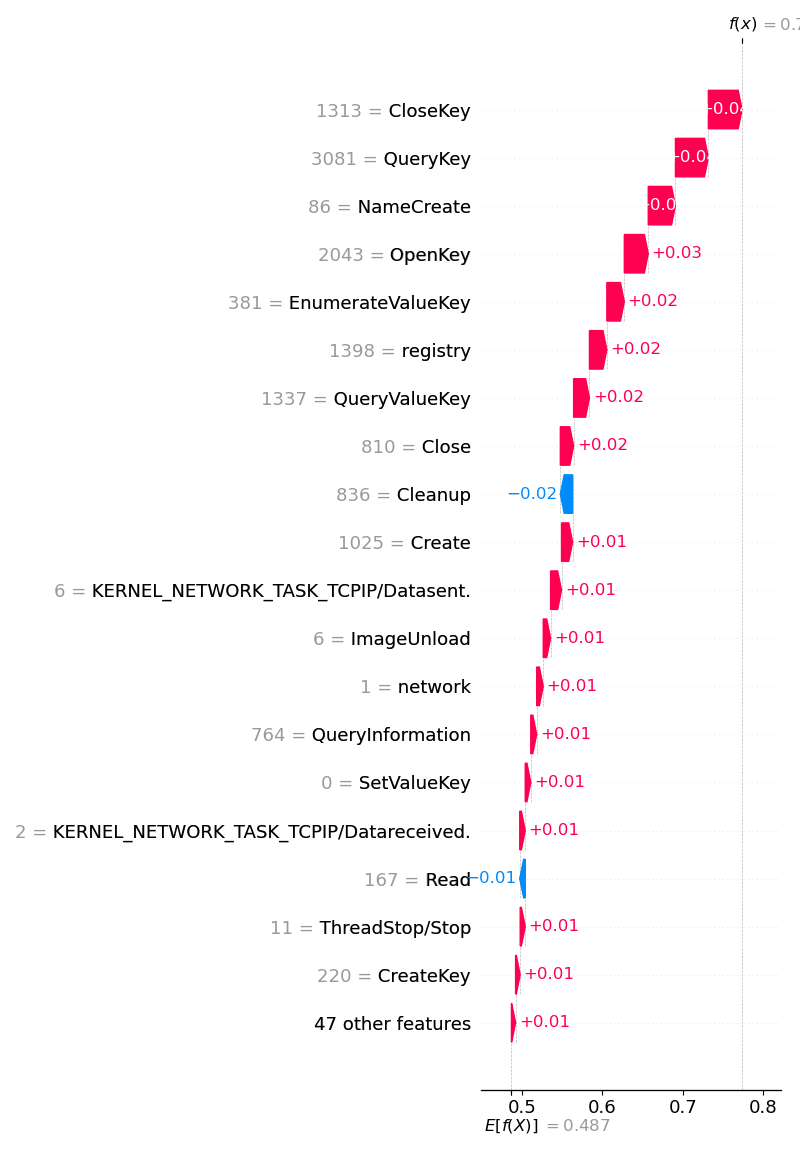 f(x) = 0.7
1313 = CloseKey
3081 = QueryKey
86 = NameCreate
2043 = OpenKey +0.03
381 = EnumerateValueKey +0.02
1398 = registry +0.02
1337 = QueryValueKey +0.02
810 = Close +0.02
836 = Cleanup −0.02
1025 = Create +0.01
6 = KERNEL_NETWORK_TASK_TCPIP/Datasent. +0.01
6 = ImageUnload +0.01
1 = network +0.01
764 = QueryInformation +0.01
0 = SetValueKey +0.01
2 = KERNEL_NETWORK_TASK_TCPIP/Datareceived. +0.01
167 = Read −0.01
11 = ThreadStop/Stop +0.01
220 = CreateKey +0.01
47 other features +0.01
0.5 0.6 0.7 0.8
E[f(X)] = 0.487